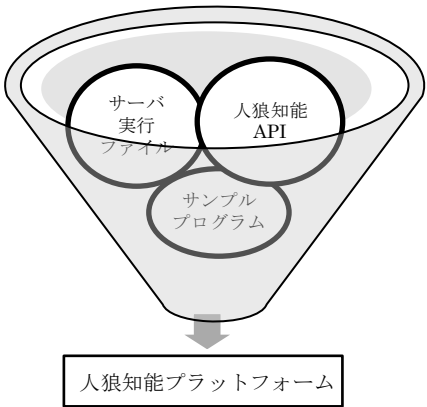 サーバ
実行
ファイル
人狼知能
API
サンプル
プログラム
人狼知能プラットフォーム